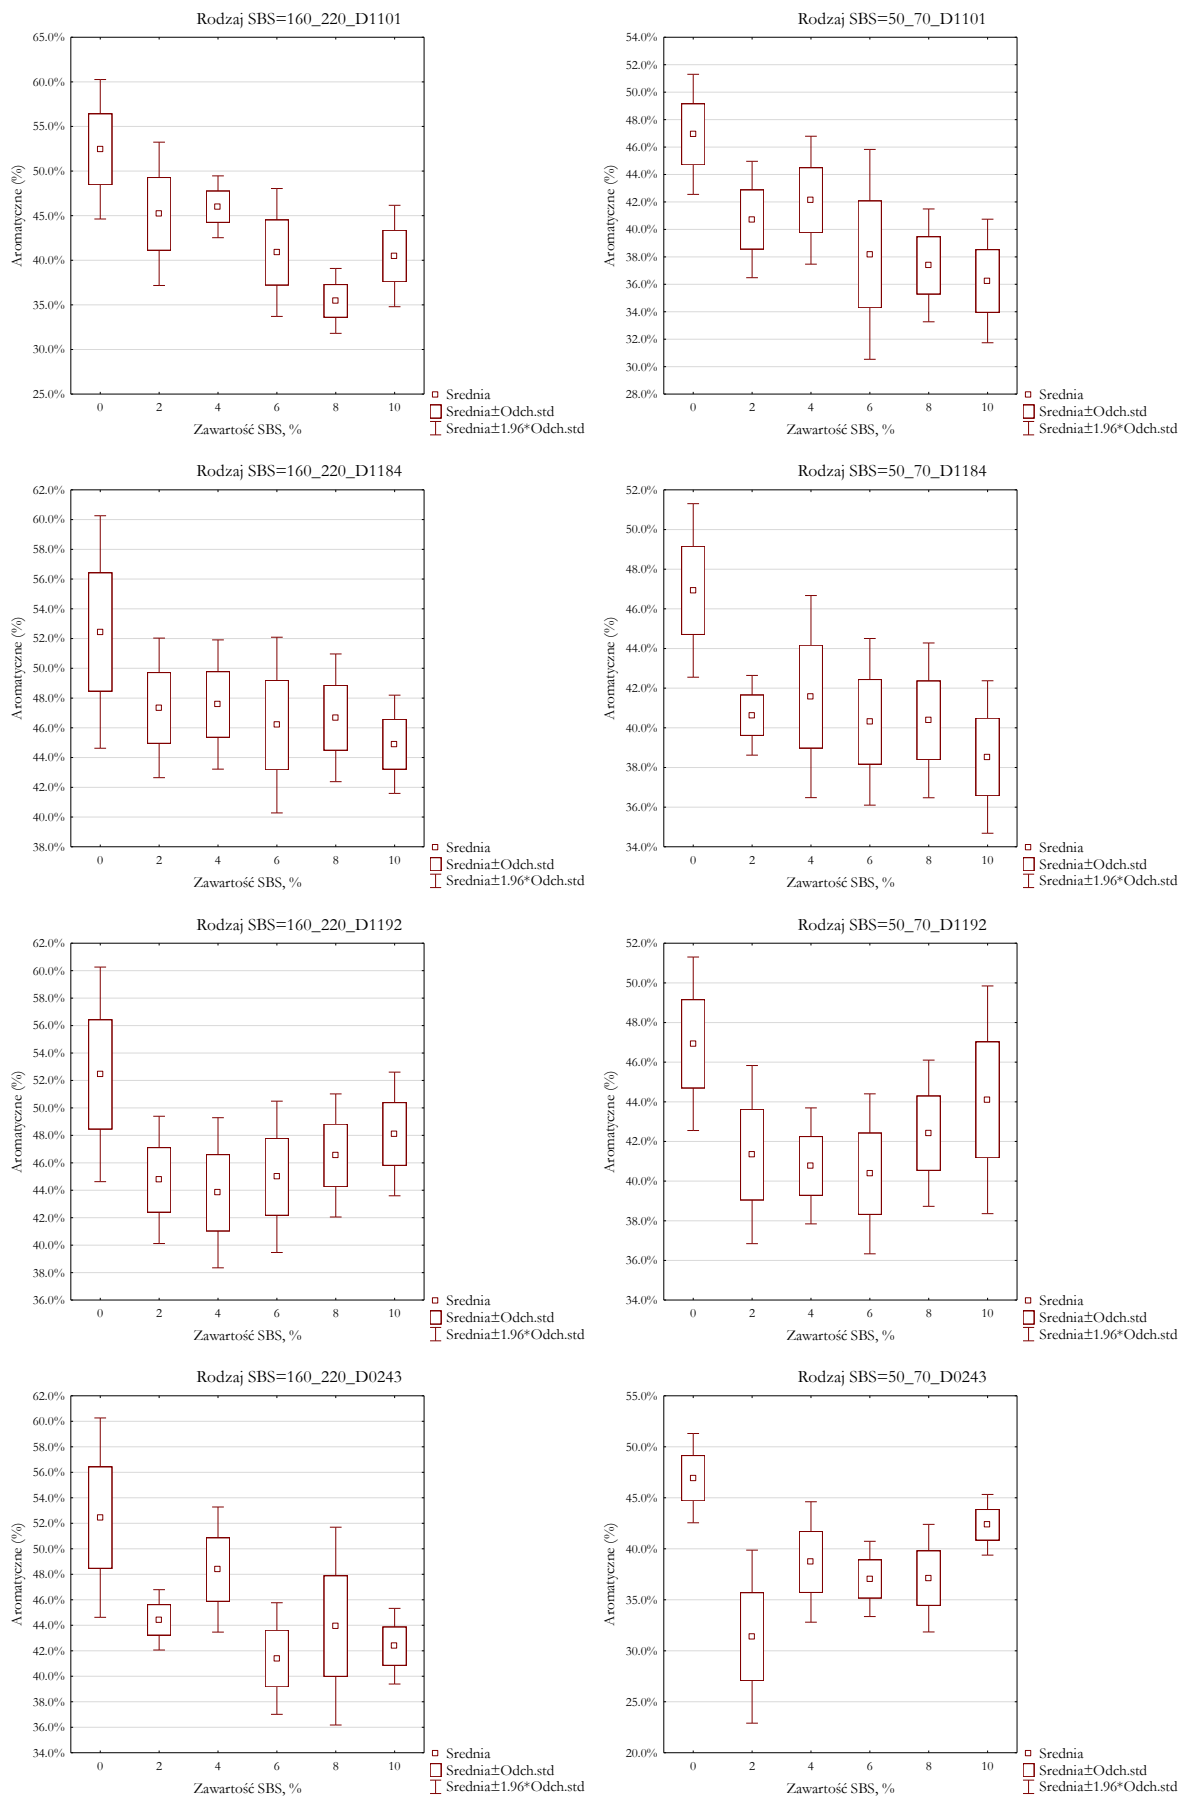 Rodzaj SBS=160_220_D1101
65.0%
60.0%
55.0%
50.0%
45.0%
40.0%
35.0%
30.0%
25.0%
Aromatyczne (%)
0 2 4 6 8 10
Zawartość SBS, %
Srednia
Srednia±Odch.std
Srednia±1.96*Odch.std
Rodzaj SBS=50_70_D1101
54.0%
52.0%
50.0%
48.0%
46.0%
44.0%
42.0%
40.0%
38.0%
36.0%
34.0%
32.0%
30.0%
28.0%
Aromatyczne (%)
0 2 4 6 8 10
Zawartość SBS, %
Srednia
Srednia±Odch.std
Srednia±1.96*Odch.std
Rodzaj SBS=160_220_D1184
62.0%
60.0%
58.0%
56.0%
54.0%
52.0%
50.0%
48.0%
46.0%
44.0%
42.0%
40.0%
38.0%
Aromatyczne (%)
0 2 4 6 8 10
Zawartość SBS, %
Srednia
Srednia±Odch.std
Srednia±1.96*Odch.std
Rodzaj SBS=50_70_D1184
52.0%
50.0%
48.0%
46.0%
44.0%
42.0%
40.0%
38.0%
36.0%
34.0%
Aromatyczne (%)
0 2 4 6 8 10
Zawartość SBS, %
Srednia
Srednia±Odch.std
Srednia±1.96*Odch.std
Rodzaj SBS=160_220_D1192
62.0%
60.0%
58.0%
56.0%
54.0%
52.0%
50.0%
48.0%
46.0%
44.0%
42.0%
40.0%
38.0%
36.0%
Aromatyczne (%)
0 2 4 6 8 10
Zawartość SBS, %
Srednia
Srednia±Odch.std
Srednia±1.96*Odch.std
Rodzaj SBS=50_70_D1192
52.0%
50.0%
48.0%
46.0%
44.0%
42.0%
40.0%
38.0%
36.0%
34.0%
Aromatyczne (%)
0 2 4 6 8 10
Zawartość SBS, %
Srednia
Srednia±Odch.std
Srednia±1.96*Odch.std
Rodzaj SBS=160_220_D0243
62.0%
60.0%
58.0%
56.0%
54.0%
52.0%
50.0%
48.0%
46.0%
44.0%
42.0%
40.0%
38.0%
36.0%
34.0%
Aromatyczne (%)
0 2 4 6 8 10
Zawartość SBS, %
Srednia
Srednia±Odch.std
Srednia±1.96*Odch.std
Rodzaj SBS=50_70_D0243
55.0%
50.0%
45.0%
40.0%
35.0%
30.0%
25.0%
20.0%
Aromatyczne (%)
0 2 4 6 8 10
Zawartość SBS, %
Srednia
Srednia±Odch.std
Srednia±1.96*Odch.std